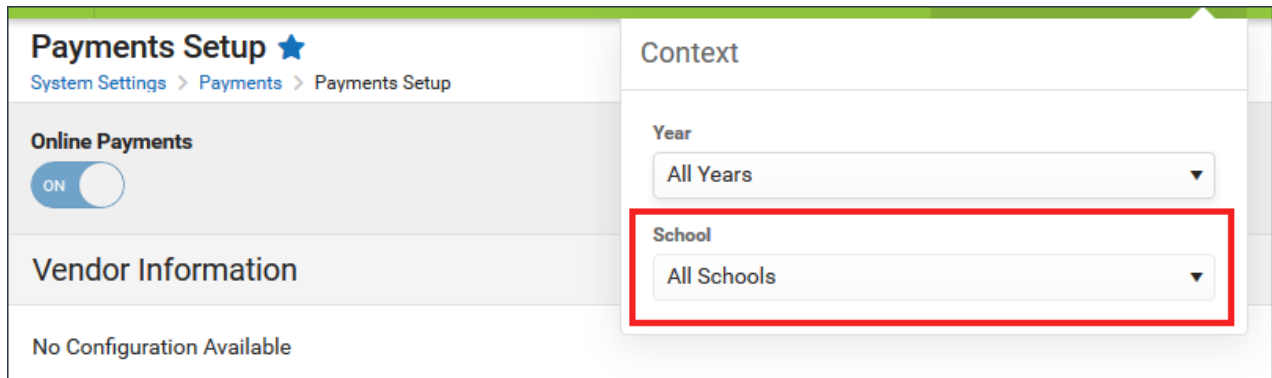 Payments Setup
System Settings > Payments > Payments Setup
Online Payments
ON
Vendor Information
No Configuration Available
Context
Year
All Years
School
All Schools